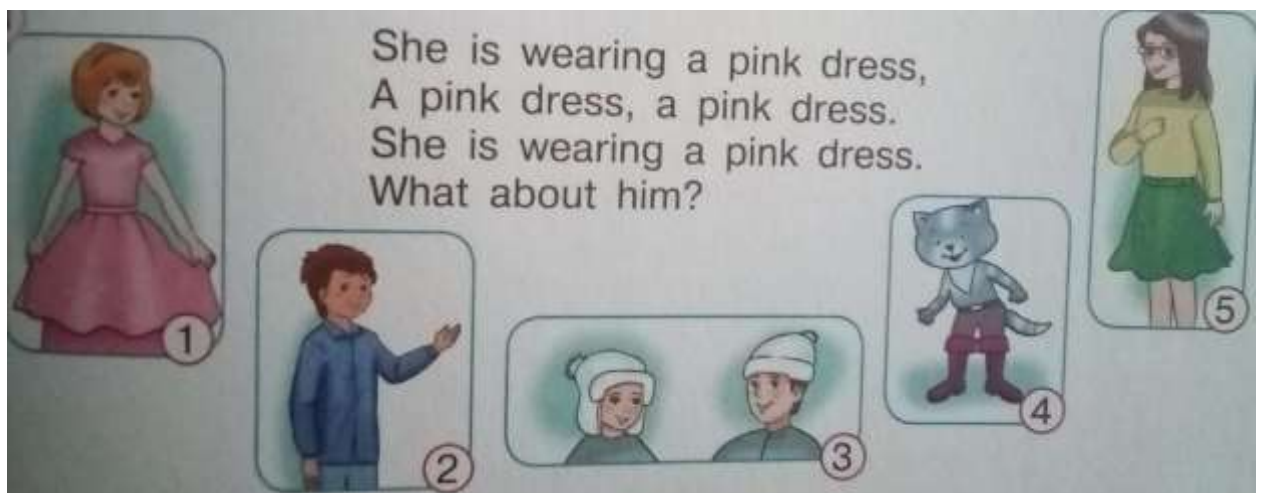 She is wearing a pink dress,
A pink dress, a pink dress.
She is wearing a pink dress.
What about him?
1
2
3
4
5